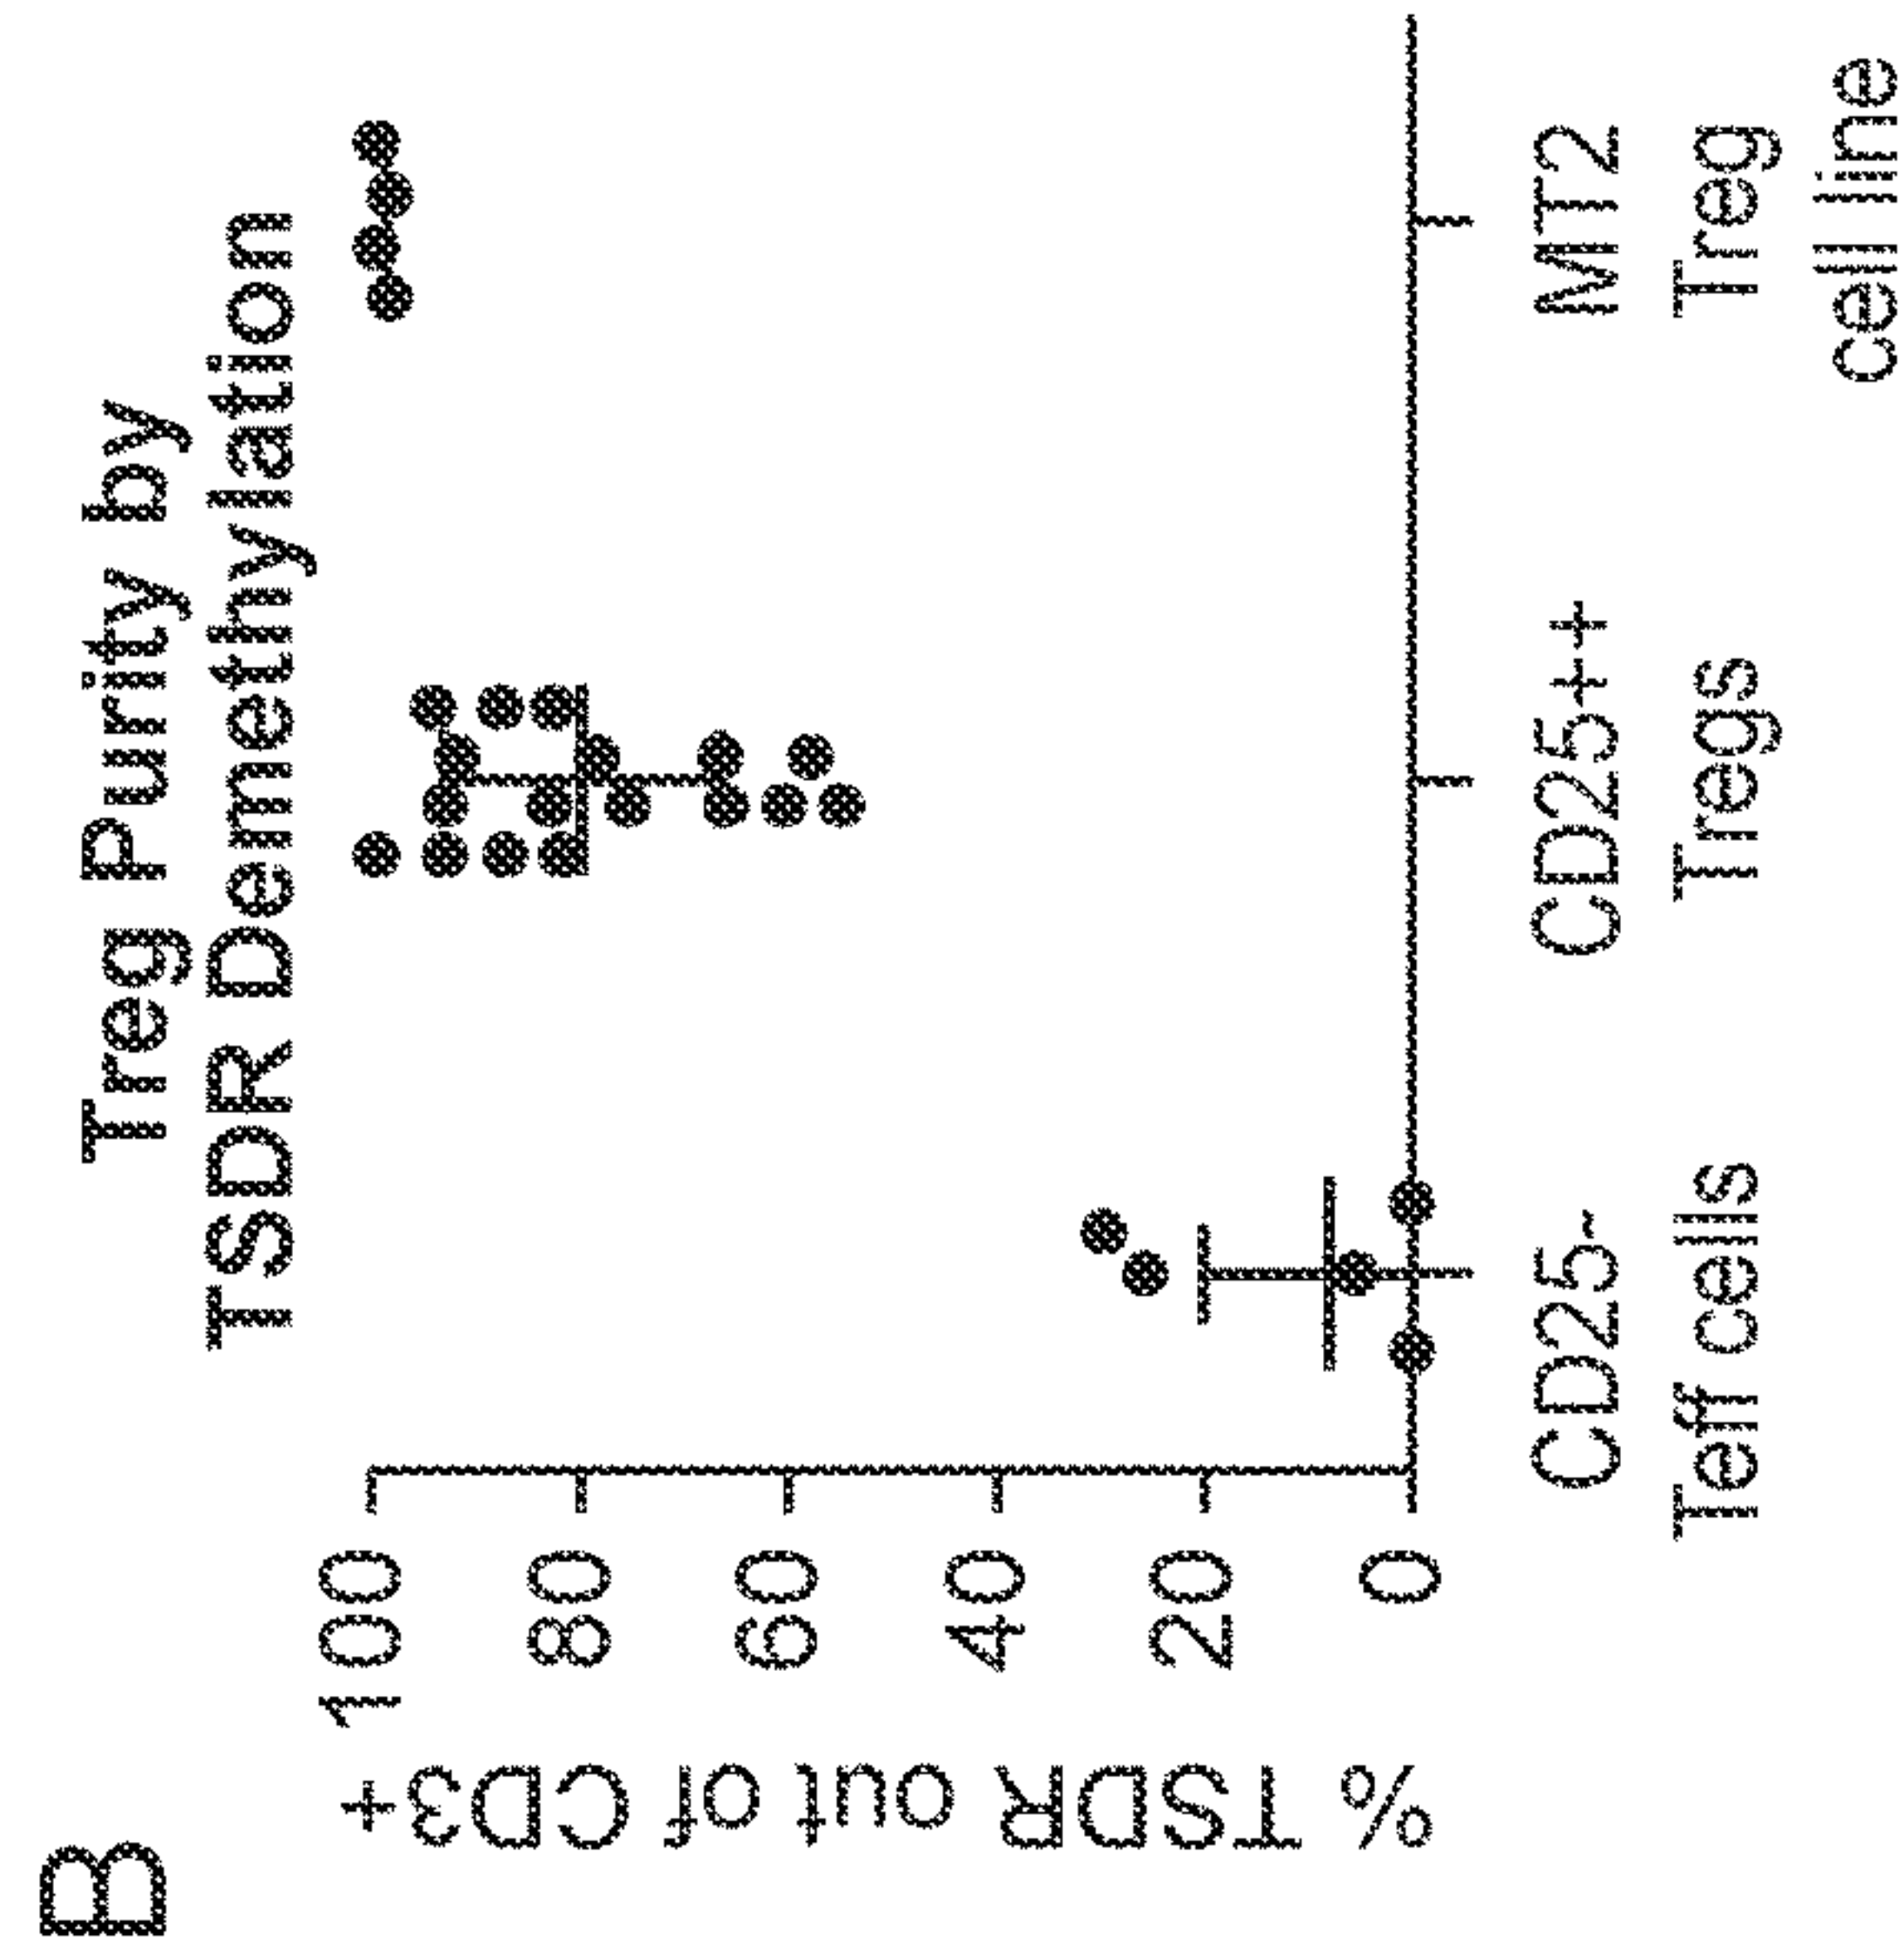 B
Treg Purity by
TSDR Demethylation
% TSDR out of CD3+
100
80
60
40
20
0
CD25-
Teff cells
CD25++
Tregs
MT2
Treg
cell line